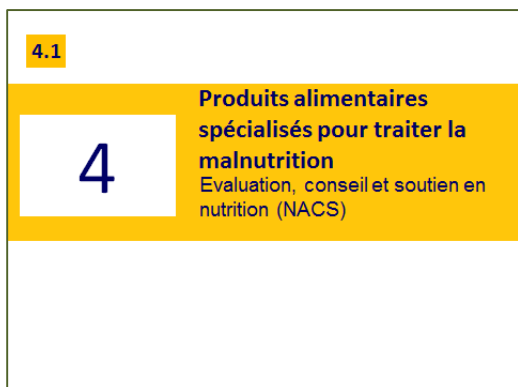 4.1
4
Produits alimentaires
spécialisés pour traiter la
malnutrition
Evaluation, conseil et soutien en
nutrition (NACS)